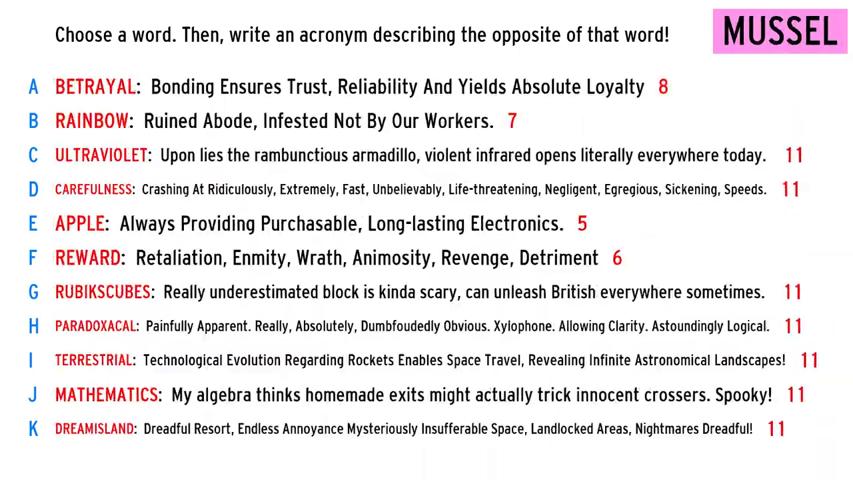 Choose a word. Then, write an acronym describing the opposite of that word!
MUSSEL
A BETRAYAL: Bonding Ensures Trust, Reliability And Yields Absolute Loyalty 8
B RAINBOW: Ruined Abode, Infested Not By Our Workers. 7
C ULTRAVIOLET: Upon lies the rambunctious armadillo, violent infrared opens literally everywhere today. 11
D CAREFULNESS: Crashing At Ridiculously, Extremely, Fast, Unbelievably, Life-threatening, Negligent, Egregious, Sickening, Speeds. 11
E APPLE: Always Providing Purchasable, Long-lasting Electronics. 5
F REWARD: Retaliation, Enmity, Wrath, Animosity, Revenge, Detriment 6
G RUBIKSCUBES: Really underestimated block is kinda scary, can unleash British everywhere sometimes. 11
H PARADOXACAL: Painfully Apparent. Really, Absolutely, Dumbfoudedly Obvious. Xylophone. Allowing Clarity. Astoundingly Logical. 11
I TERRESTRIAL: Technological Evolution Regarding Rockets Enables Space Travel, Revealing Infinite Astronomical Landscapes! 11
J MATHEMATICS: My algebra thinks homemade exits might actually trick innocent crossers. Spooky! 11
K DREAMISLAND: Dreadful Resort, Endless Annoyance Mysteriously Insufferable Space, Landlocked Areas, Nightmares Dreadful! 11